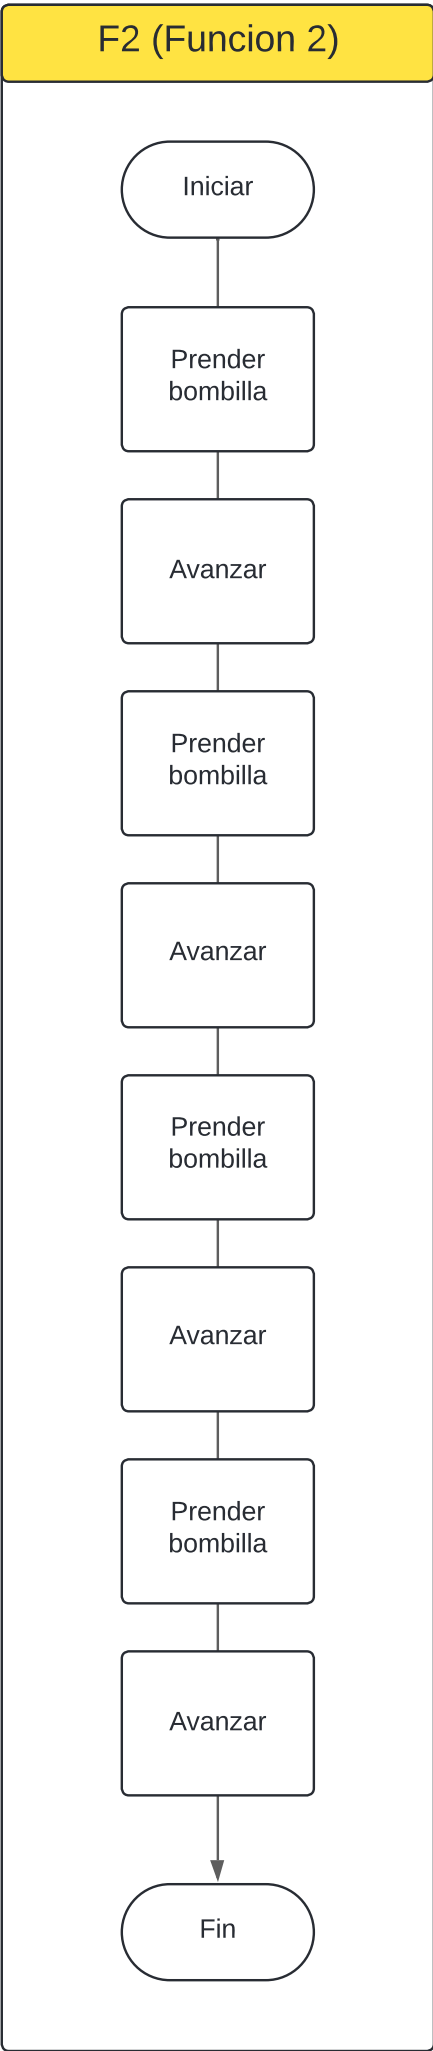 F2 (Funcion 2)
Iniciar
Prender
bombilla
Avanzar
Prender
bombilla
Avanzar
Prender
bombilla
Avanzar
Prender
bombilla
Avanzar
Fin